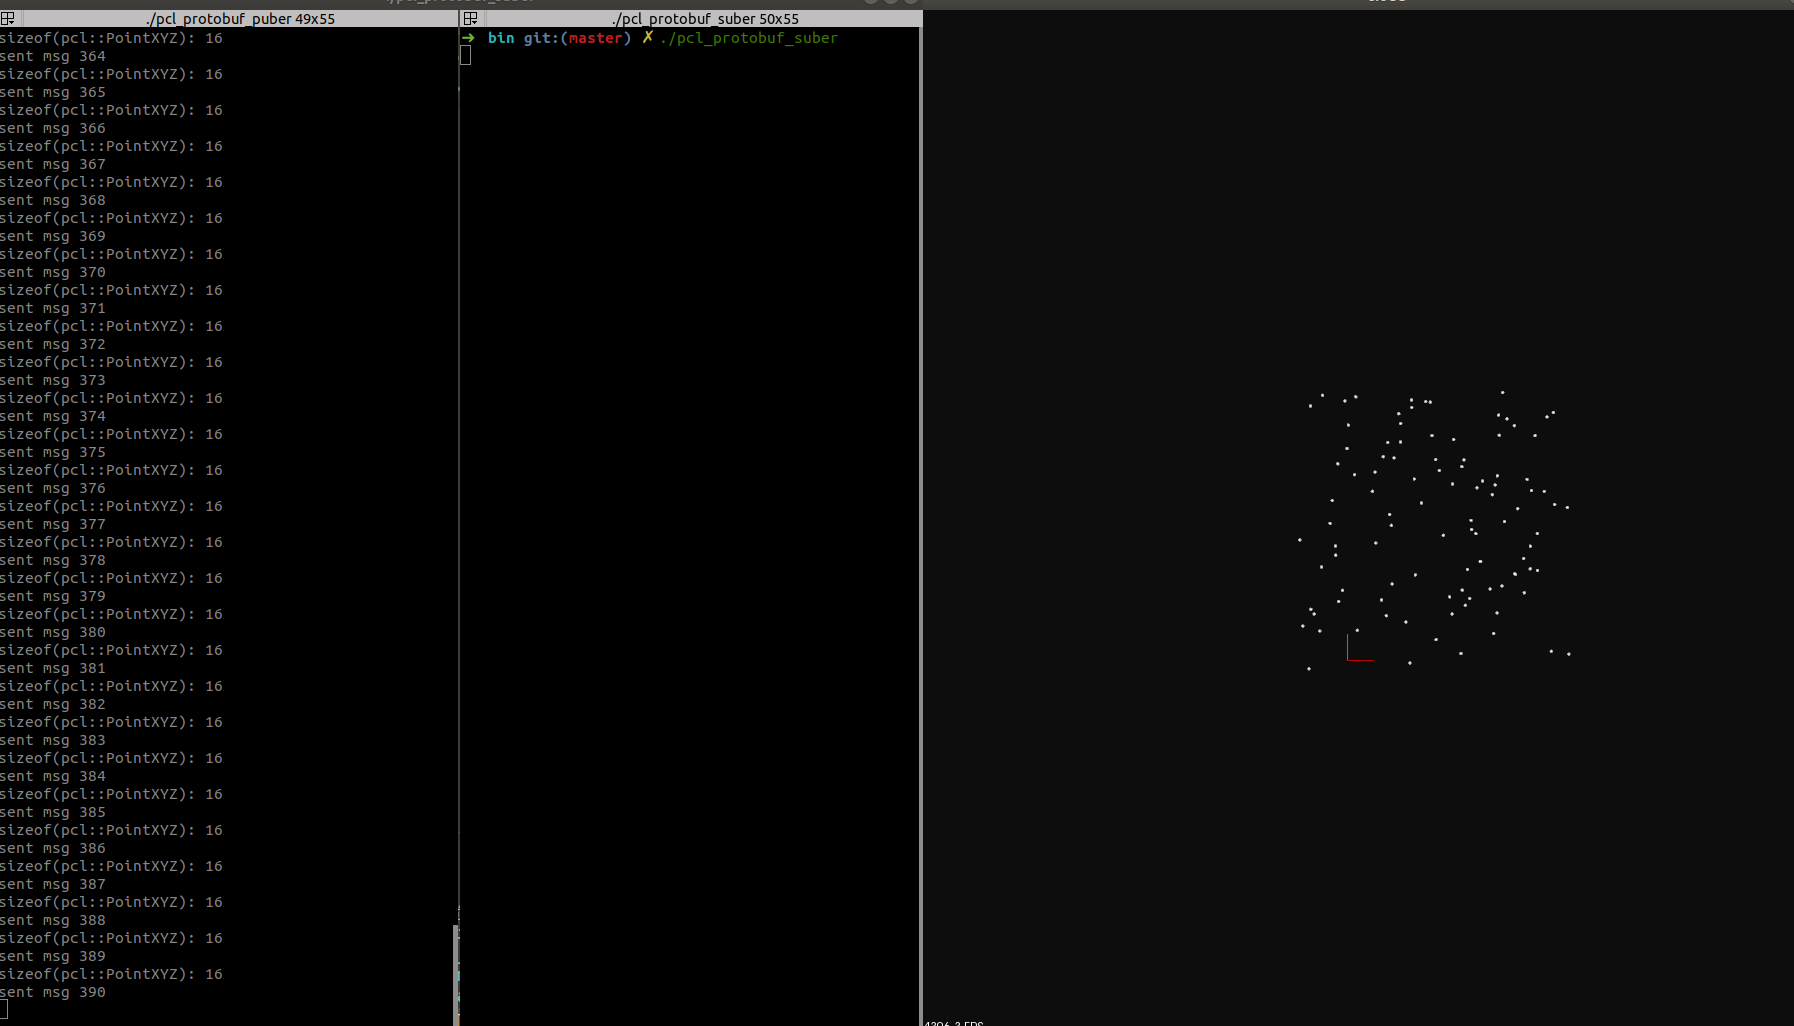 ./pcl_protobuf_puber 49x55
sizeof(pcl::PointXYZ): 16
sent msg 364
sizeof(pcl::PointXYZ): 16
sent msg 365
sizeof(pcl::PointXYZ): 16
sent msg 366
sizeof(pcl::PointXYZ): 16
sent msg 367
sizeof(pcl::PointXYZ): 16
sent msg 368
sizeof(pcl::PointXYZ): 16
sent msg 369
sizeof(pcl::PointXYZ): 16
sent msg 370
sizeof(pcl::PointXYZ): 16
sent msg 371
sizeof(pcl::PointXYZ): 16
sent msg 372
sizeof(pcl::PointXYZ): 16
sent msg 373
sizeof(pcl::PointXYZ): 16
sent msg 374
sizeof(pcl::PointXYZ): 16
sent msg 375
sizeof(pcl::PointXYZ): 16
sent msg 376
sizeof(pcl::PointXYZ): 16
sent msg 377
sizeof(pcl::PointXYZ): 16
sent msg 378
sizeof(pcl::PointXYZ): 16
sent msg 379
sizeof(pcl::PointXYZ): 16
sent msg 380
sizeof(pcl::PointXYZ): 16
sent msg 381
sizeof(pcl::PointXYZ): 16
sent msg 382
sizeof(pcl::PointXYZ): 16
sent msg 383
sizeof(pcl::PointXYZ): 16
sent msg 384
sizeof(pcl::PointXYZ): 16
sent msg 385
sizeof(pcl::PointXYZ): 16
sent msg 386
sizeof(pcl::PointXYZ): 16
sent msg 387
sizeof(pcl::PointXYZ): 16
sent msg 388
sizeof(pcl::PointXYZ): 16
sent msg 389
sizeof(pcl::PointXYZ): 16
sent msg 390
./pcl_protobuf_suber 50x55
➜ bin git:(master) ✗ ./pcl_protobuf_suber